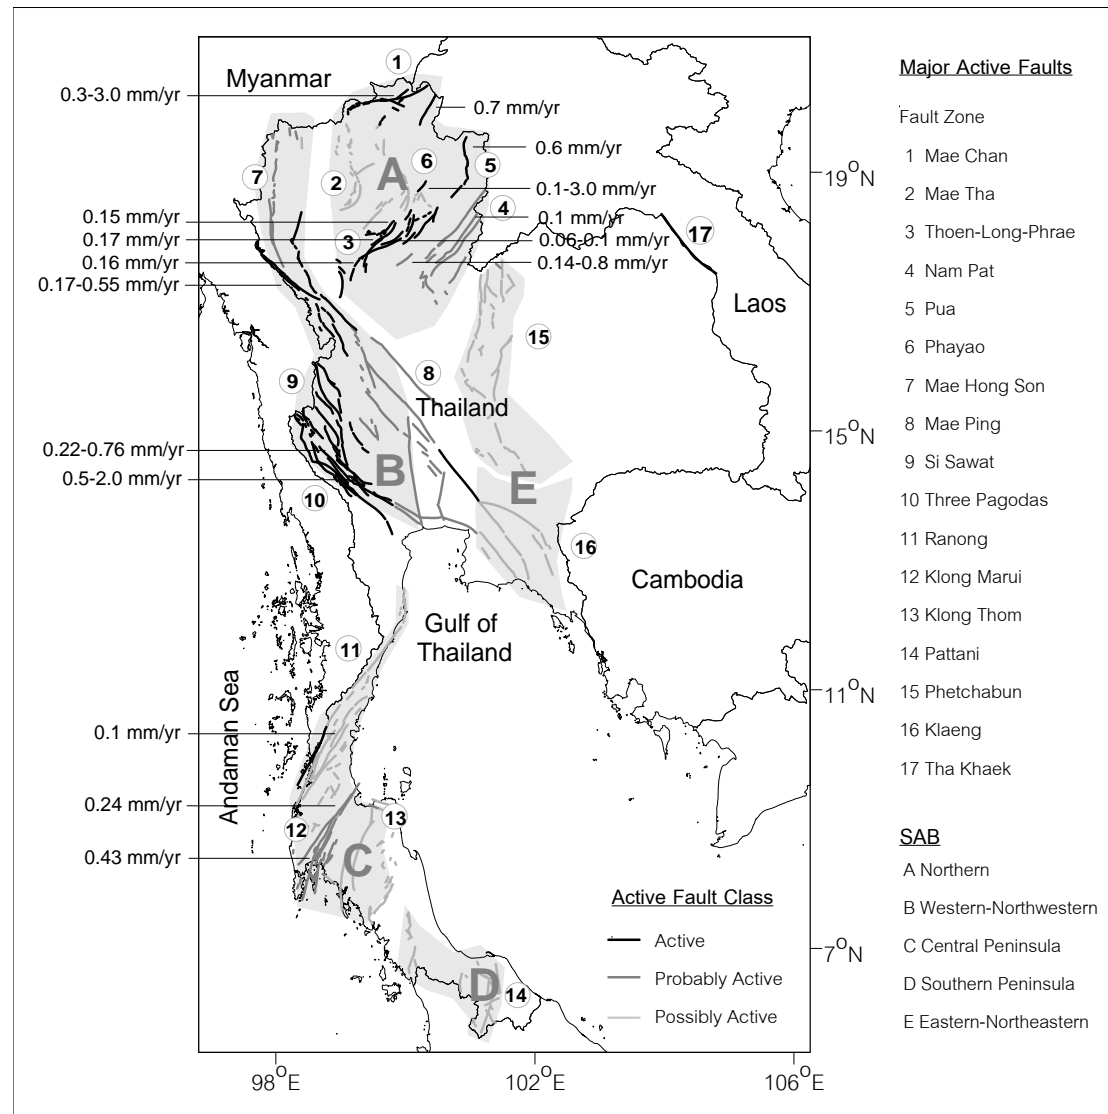 1
Myanmar
0.3-3.0 mm/yr
0.7 mm/yr
0.6 mm/yr
6
5
A
7
2
19°N
0.1-3.0 mm/yr
4
0.15 mm/yr
0.1 mm/yr
17
0.17 mm/yr
3
0.06-0.1 mm/yr
0.16 mm/yr
0.14-0.8 mm/yr
0.17-0.55 mm/yr
Laos
15
9
8
Thailand
15°N
0.22-0.76 mm/yr
B
0.5-2.0 mm/yr
E
10
16
Cambodia
Gulf of
Thailand
11
11°N
Andaman Sea
0.1 mm/yr
0.24 mm/yr
13
12
0.43 mm/yr
C
7°N
D
14
98°E
102°E
106°E
Active Fault Class
Active
Probably Active
Possibly Active
Major Active Faults
Fault Zone
1 Mae Chan
2 Mae Tha
3 Thoen-Long-Phrae
4 Nam Pat
5 Pua
6 Phayao
7 Mae Hong Son
8 Mae Ping
9 Si Sawat
10 Three Pagodas
11 Ranong
12 Klong Marui
13 Klong Thom
14 Pattani
15 Phetchabun
16 Klaeng
17 Tha Khaek
SAB
A Northern
B Western-Northwestern
C Central Peninsula
D Southern Peninsula
E Eastern-Northeastern